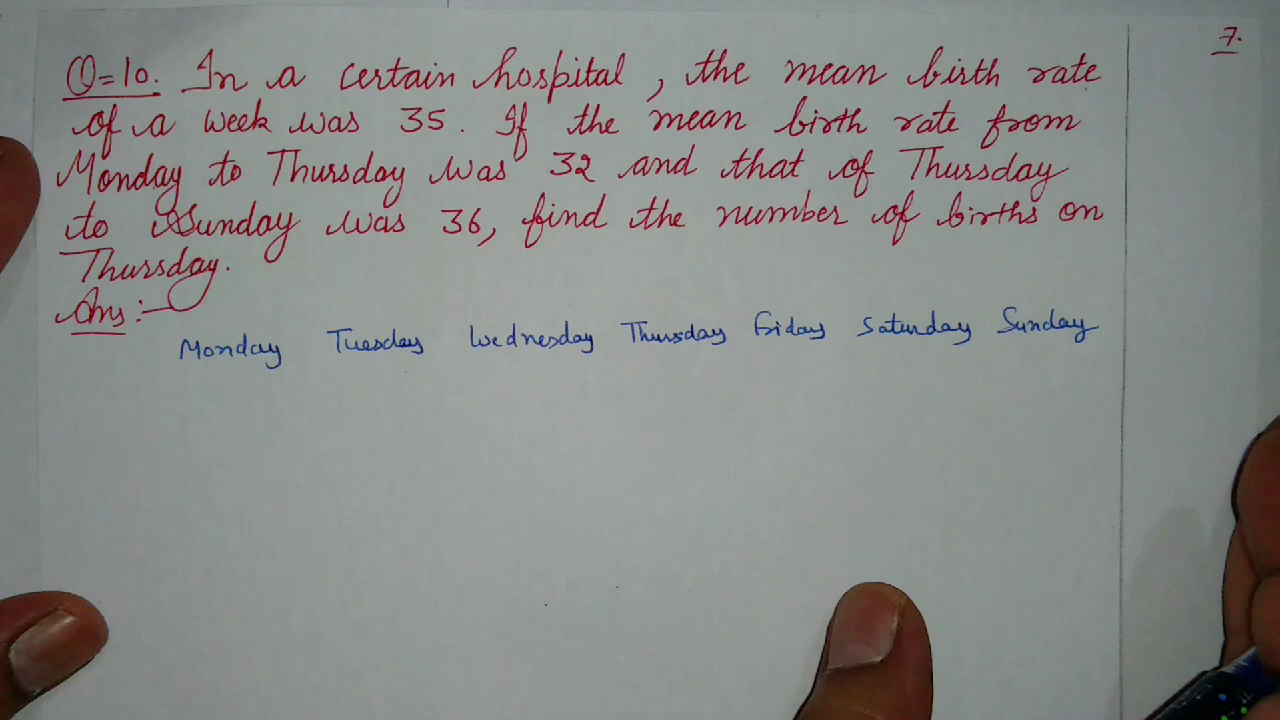 7.
Q=10. In a certain hospital, the mean birth rate
of a week was 35. If the mean birth rate from
Monday to Thursday was 32 and that of Thursday
to Sunday was 36, find the number of births on
Thursday.
Ans:-
Monday Tuesday Wednesday Thursday Friday Saturday Sunday